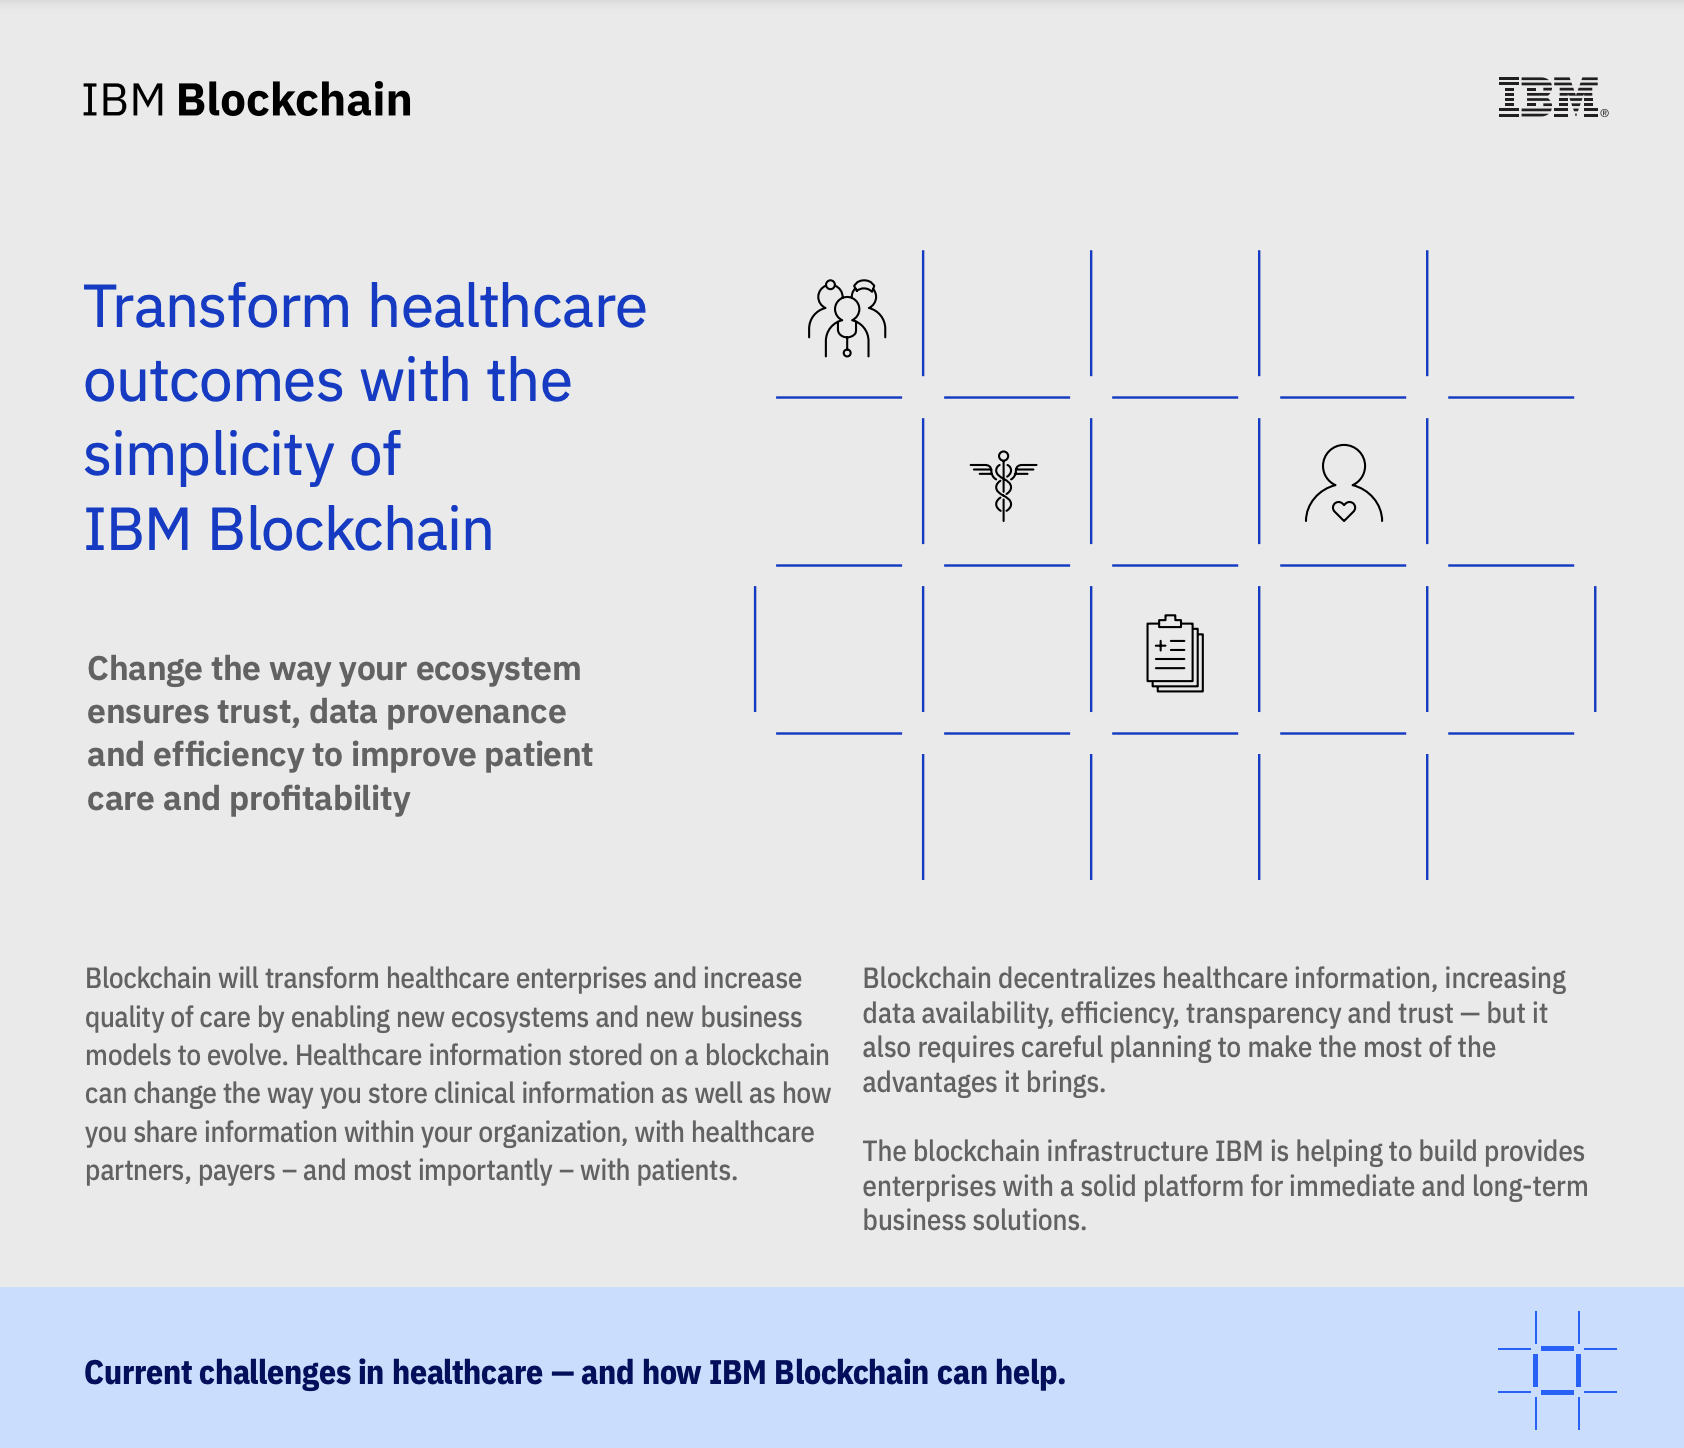 IBM Blockchain
IBM®
Transform healthcare
outcomes with the
simplicity of
IBM Blockchain
Change the way your ecosystem
ensures trust, data provenance
and efficiency to improve patient
care and profitability
Blockchain will transform healthcare enterprises and increase
quality of care by enabling new ecosystems and new business
models to evolve. Healthcare information stored on a blockchain
can change the way you store clinical information as well as how
you share information within your organization, with healthcare
partners, payers – and most importantly – with patients.
Blockchain decentralizes healthcare information, increasing
data availability, efficiency, transparency and trust — but it
also requires careful planning to make the most of the
advantages it brings.
The blockchain infrastructure IBM is helping to build provides
enterprises with a solid platform for immediate and long-term
business solutions.
Current challenges in healthcare — and how IBM Blockchain can help.